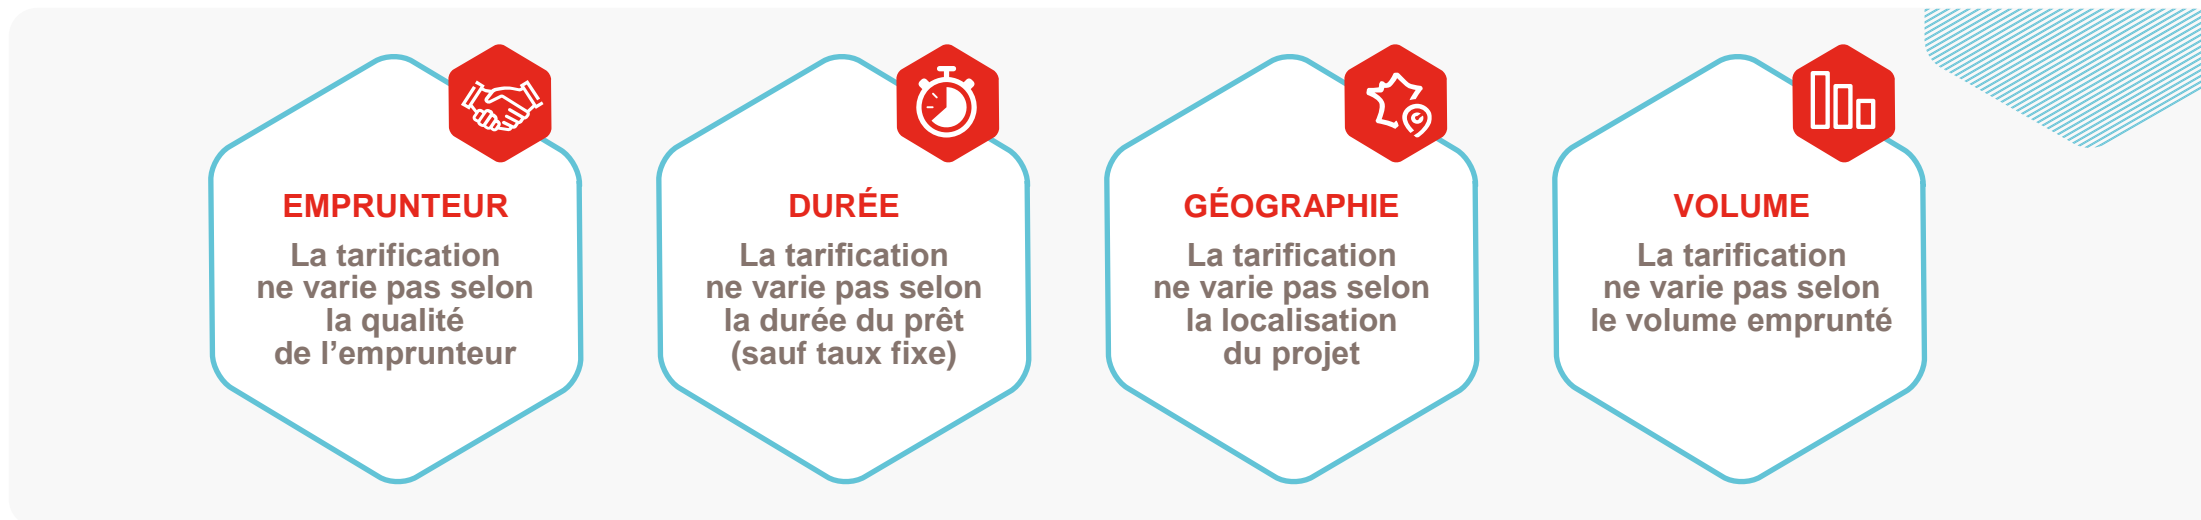 EMPRUNTEUR
La tarification
ne varie pas selon
la qualité
de l’emprunteur
DURÉE
La tarification
ne varie pas selon
la durée du prêt
(sauf taux fixe)
GÉOGRAPHIE
La tarification
ne varie pas selon
la localisation
du projet
VOLUME
La tarification
ne varie pas selon
le volume emprunté